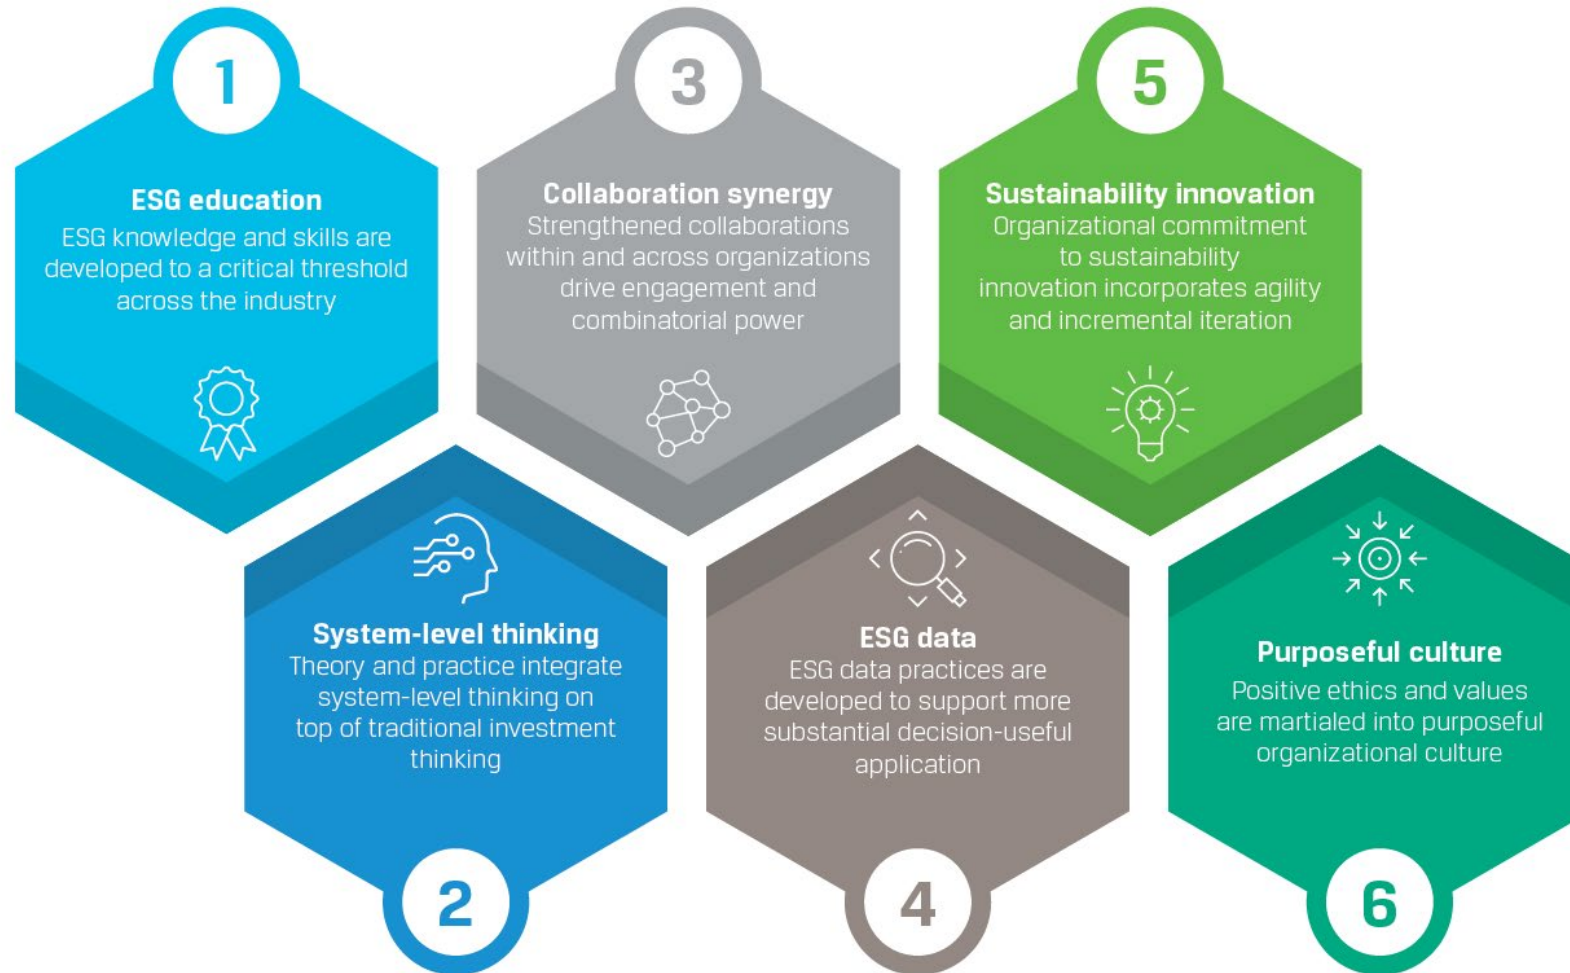 1
ESG education
ESG knowledge and skills are
developed to a critical threshold
across the industry
2
System-level thinking
Theory and practice integrate
system-level thinking on
top of traditional investment
thinking
3
Collaboration synergy
Strengthened collaborations
within and across organizations
drive engagement and
combinatorial power
4
ESG data
ESG data practices are
developed to support more
substantial decision-useful
application
5
Sustainability innovation
Organizational commitment
to sustainability
innovation incorporates agility
and incremental iteration
6
Purposeful culture
Positive ethics and values
are martialed into purposeful
organizational culture